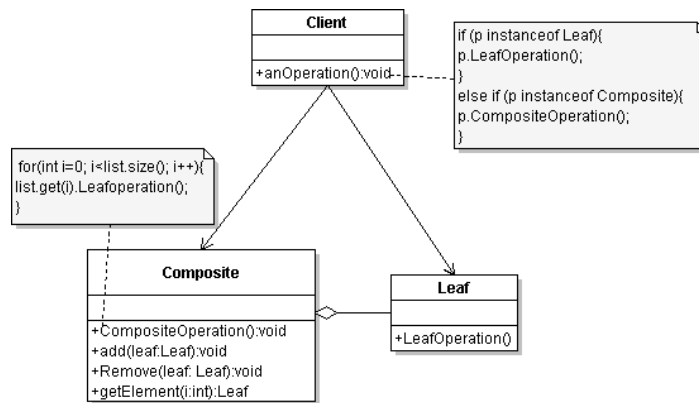 Client
+anOperation():void
if (p instanceof Leaf){
p.LeafOperation();
}
else if (p instanceof Composite){
p.CompositeOperation();
}
for(int i=0; i<list.size(); i++){
list.get(i).Leafoperation();
}
Composite
+CompositeOperation():void
+add(leaf:Leaf):void
+Remove(leaf: Leaf):void
+getElement(i:int):Leaf
Leaf
+LeafOperation()